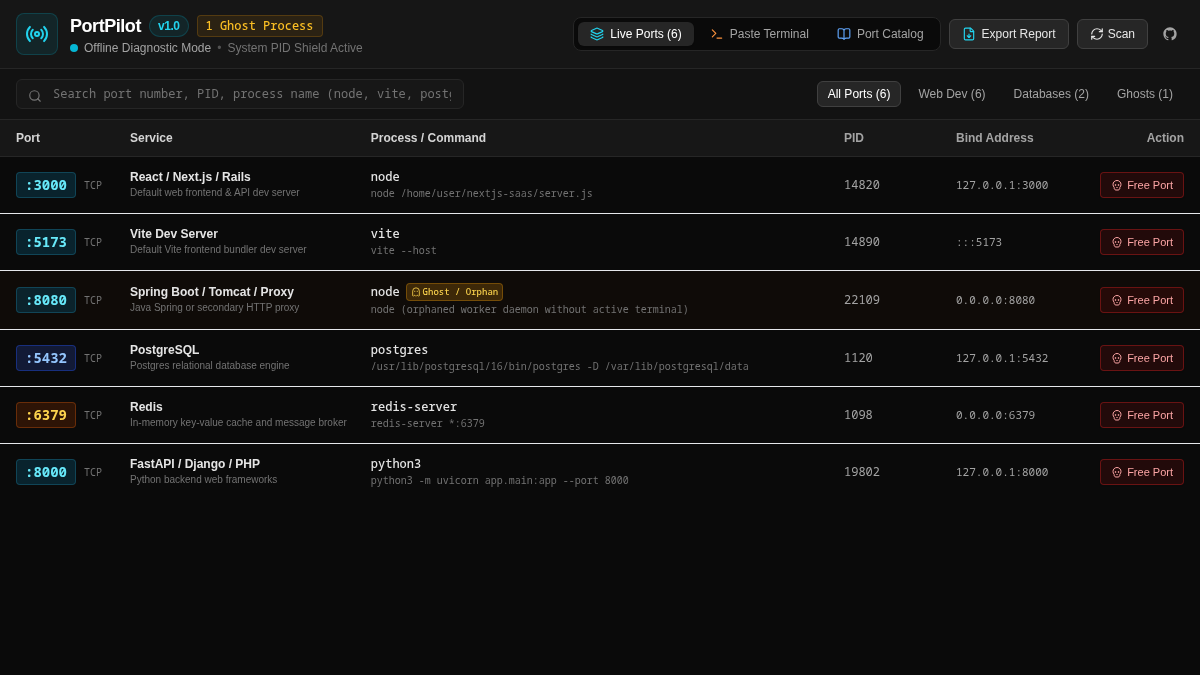 PortPilot v1.0 1 Ghost Process
Offline Diagnostic Mode • System PID Shield Active
Live Ports (6) Paste Terminal Port Catalog Export Report Scan
Search port number, PID, process name (node, vite, postg
All Ports (6) Web Dev (6) Databases (2) Ghosts (1)
Port Service Process / Command PID Bind Address Action
:3000 TCP React / Next.js / Rails node 14820 127.0.0.1:3000 Free Port
Default web frontend & API dev server node /home/user/nextjs-saas/server.js
:5173 TCP Vite Dev Server vite 14890 :::5173 Free Port
Default Vite frontend bundler dev server vite --host
:8080 TCP Spring Boot / Tomcat / Proxy node Ghost / Orphan 22109 0.0.0.0:8080 Free Port
Java Spring or secondary HTTP proxy node (orphaned worker daemon without active terminal)
:5432 TCP PostgreSQL postgres 1120 127.0.0.1:5432 Free Port
Postgres relational database engine /usr/lib/postgresql/16/bin/postgres -D /var/lib/postgresql/data
:6379 TCP Redis redis-server 1098 0.0.0.0:6379 Free Port
In-memory key-value cache and message broker redis-server *:6379
:8000 TCP FastAPI / Django / PHP python3 19802 127.0.0.1:8000 Free Port
Python backend web frameworks python3 -m uvicorn app.main:app --port 8000